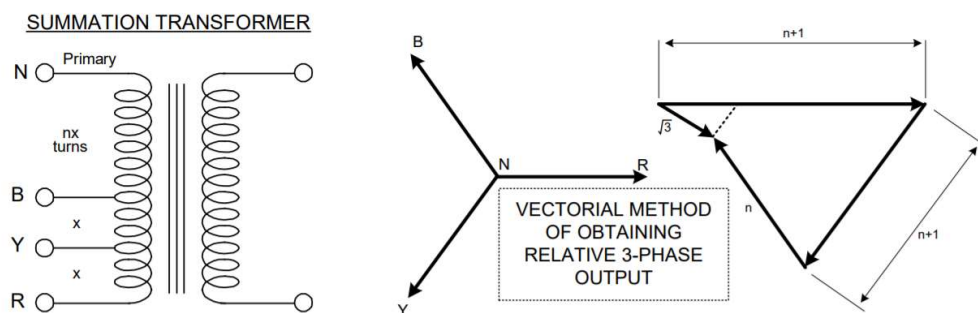 SUMMATION TRANSFORMER
Primary
N
nx
turns
B
x
Y
x
R
B
N
R
Y
VECTORIAL METHOD
OF OBTAINING
RELATIVE 3-PHASE
OUTPUT
n+1
√3
n
n+1